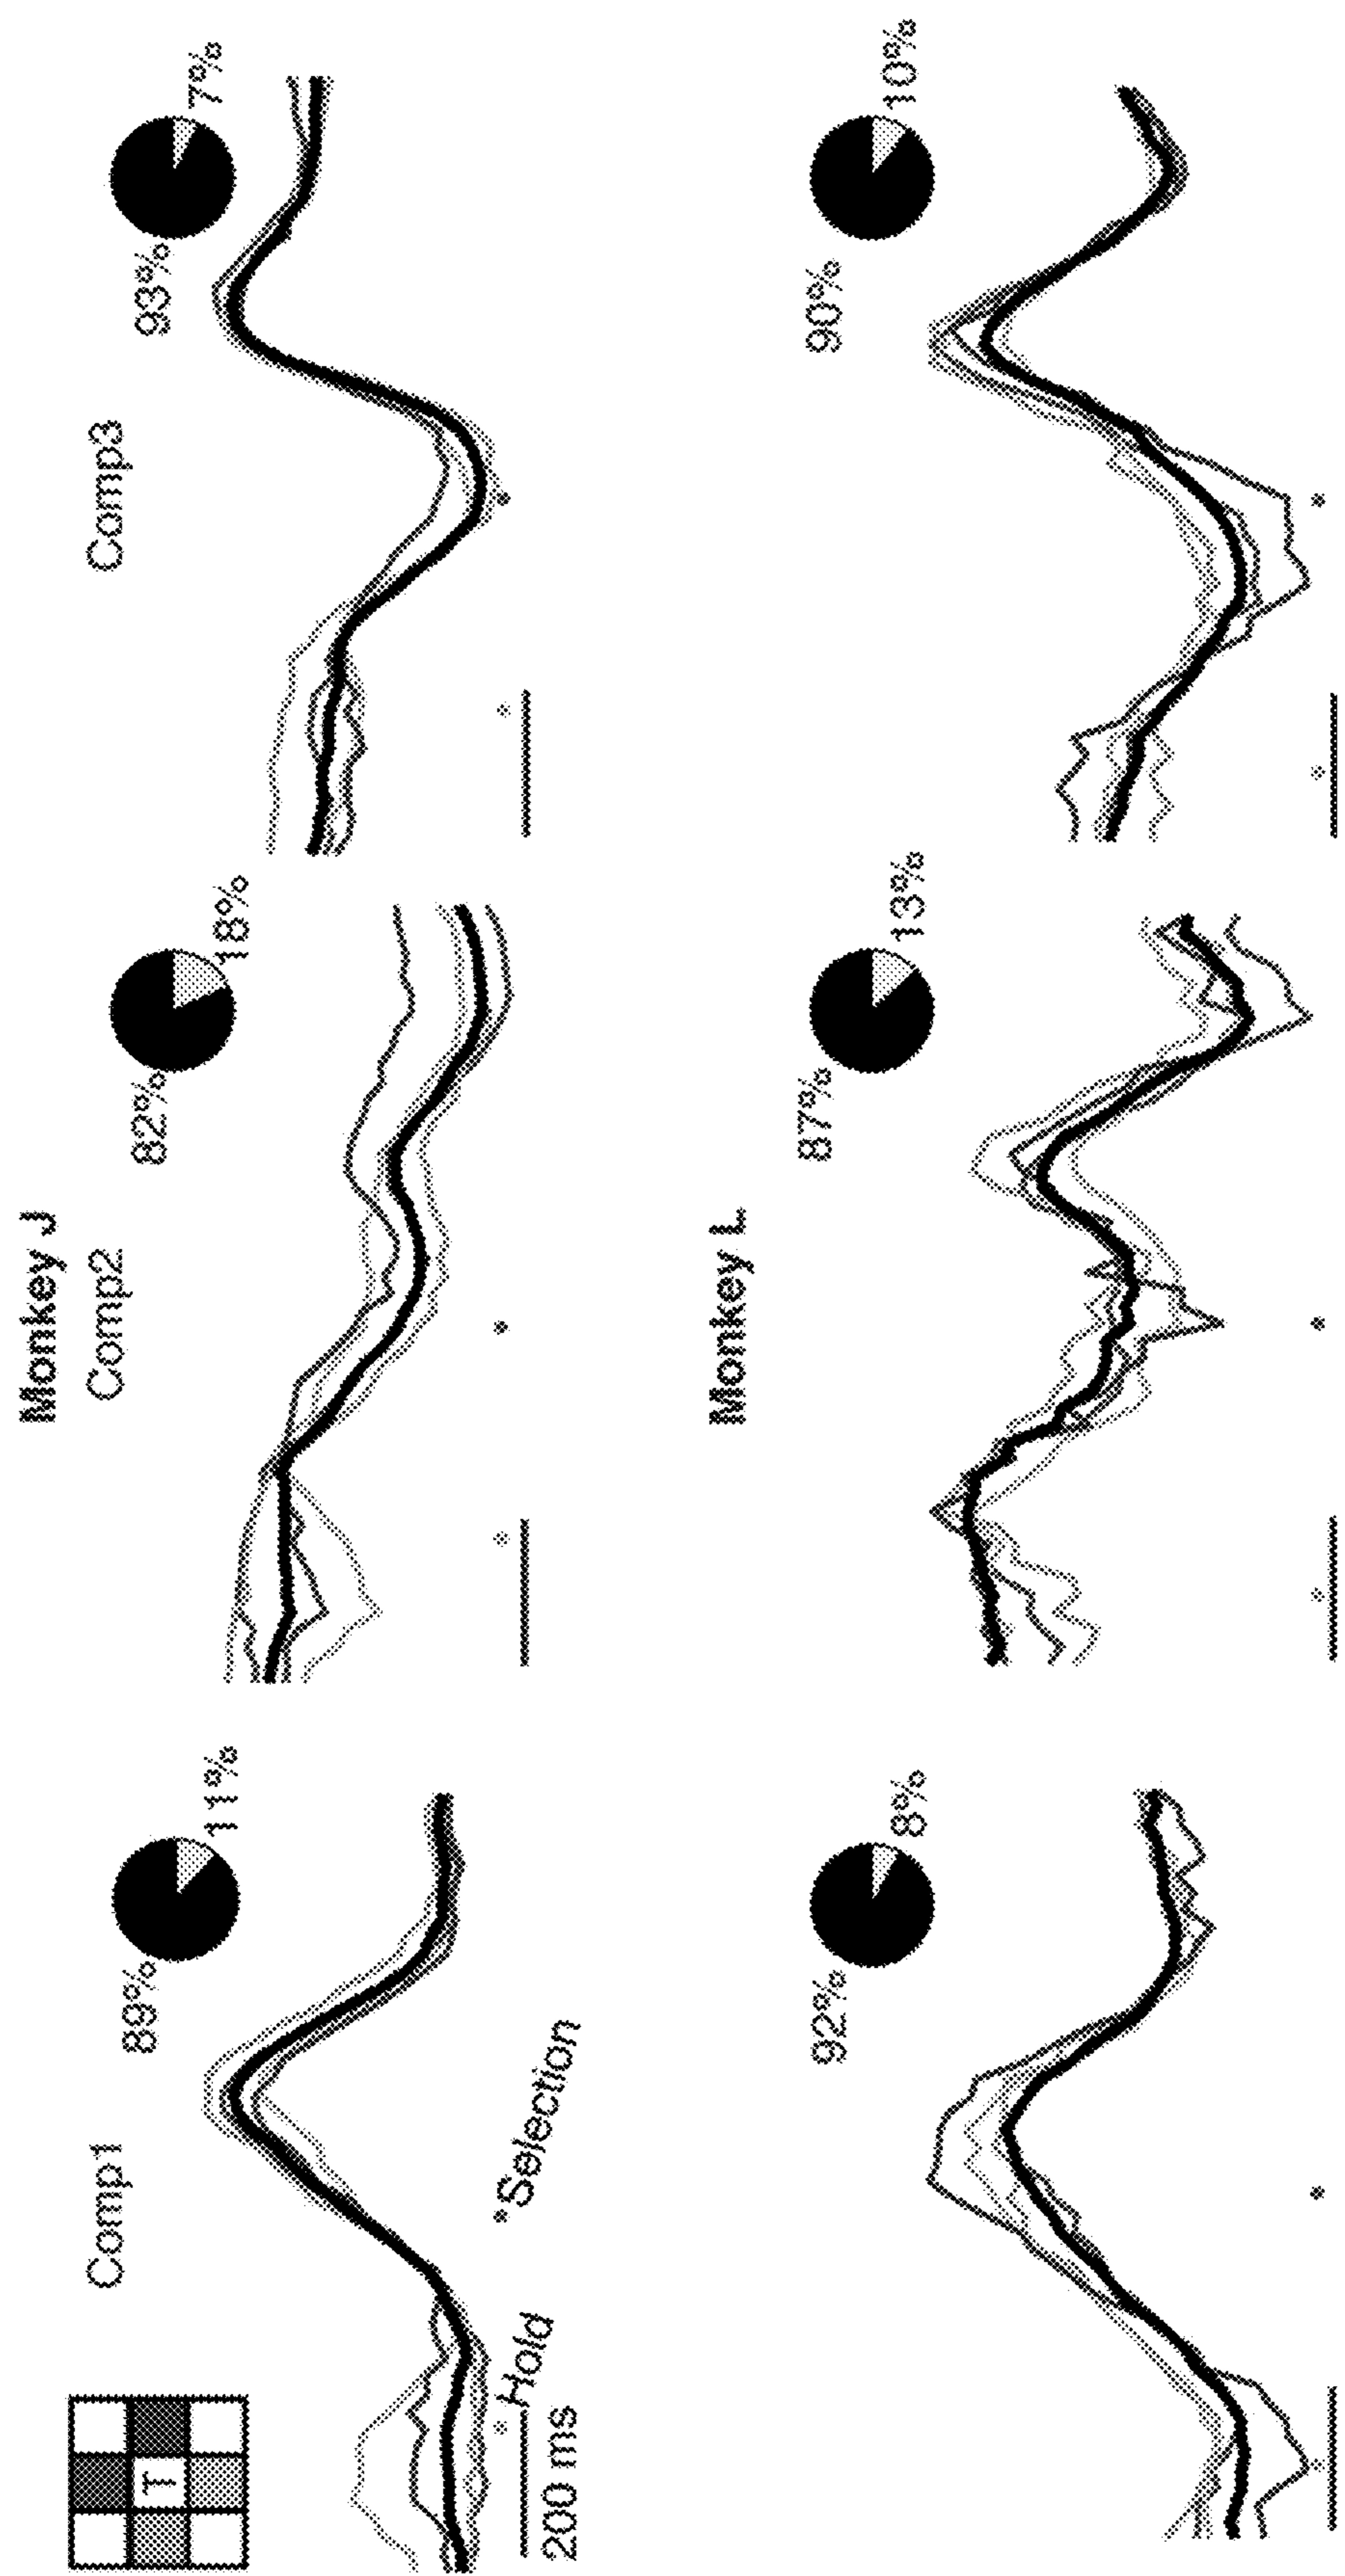 Monkey J
Comp1
Comp2
Comp3
T
89%
11%
82%
18%
93%
7%
Hold
Selection
200 ms
Monkey L
92%
8%
87%
13%
90%
10%